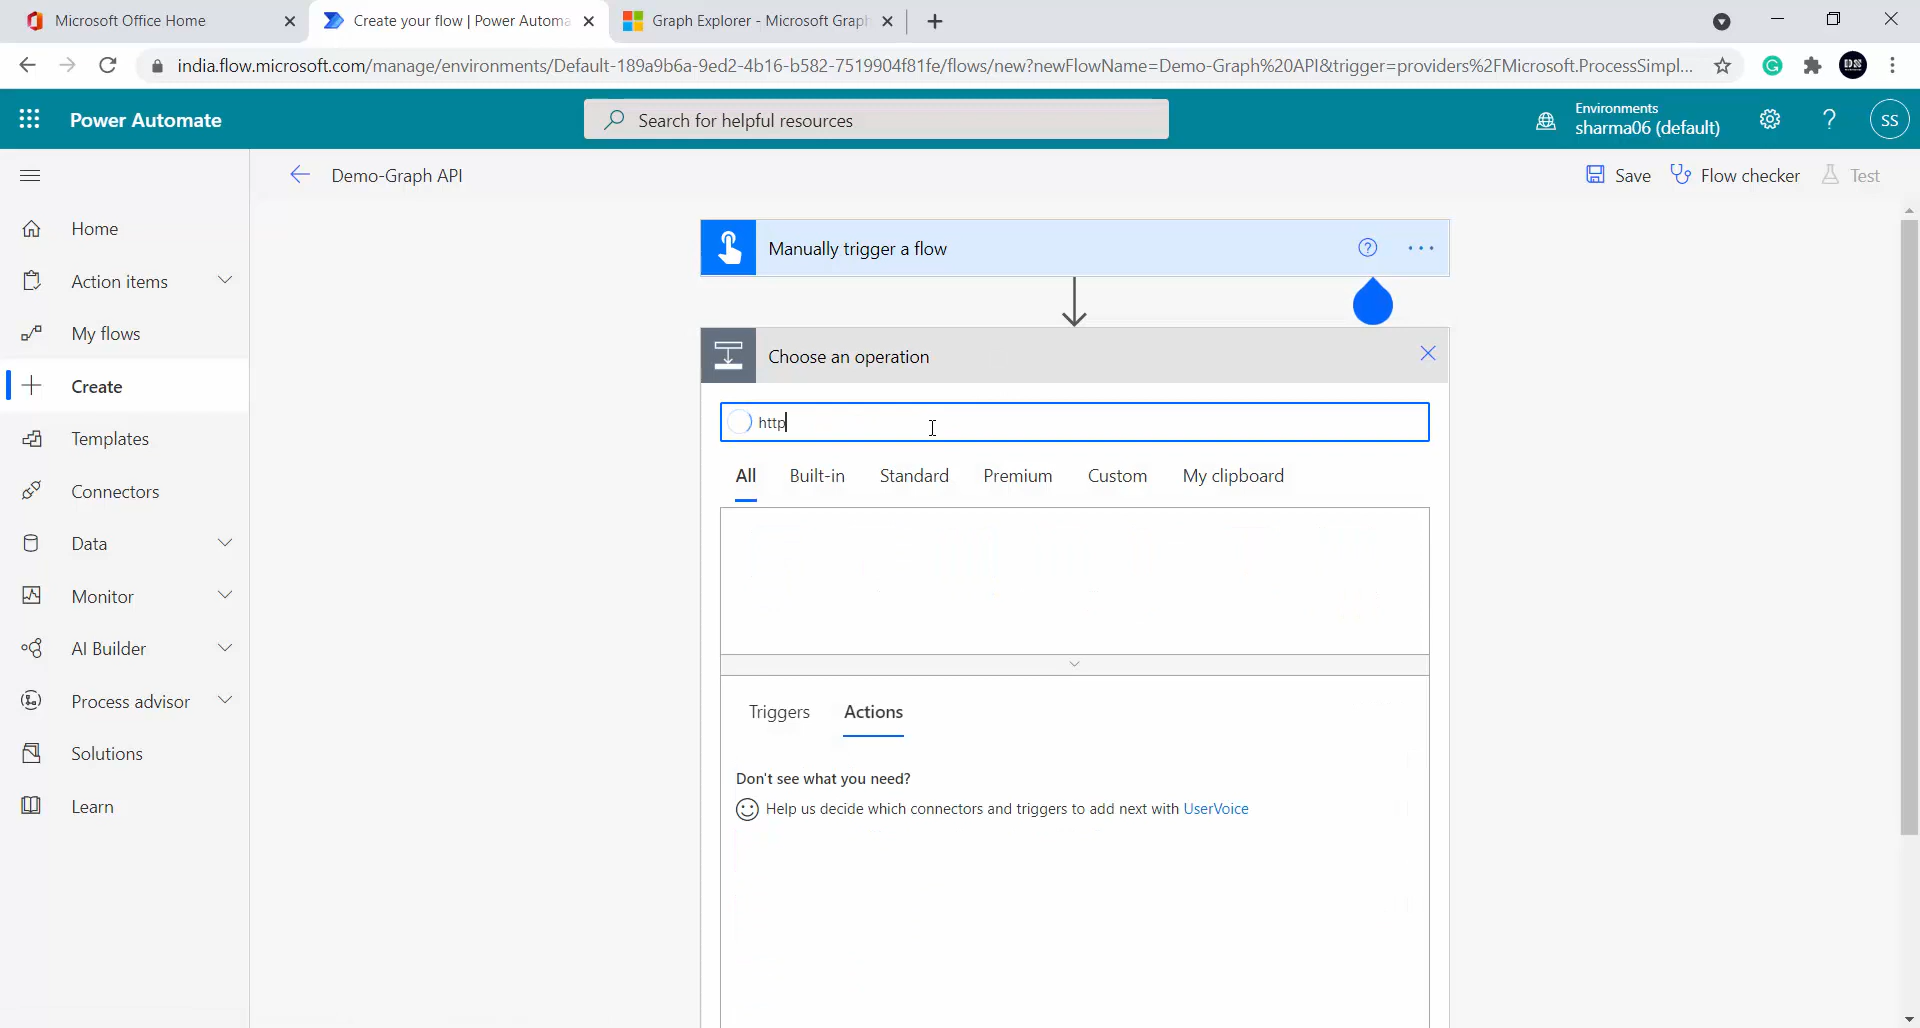 Microsoft Office Home
Create your flow | Power Automa
Graph Explorer - Microsoft Graph
india.flow.microsoft.com/manage/environments/Default-189a9b6a-9ed2-4b16-b582-7519904f81fe/flows/new?newFlowName=Demo-Graph%20API&trigger=providers%2FMicrosoft.ProcessSimpl...
DS
Power Automate
Search for helpful resources
Environments
sharma06 (default)
?
SS
Demo-Graph API
Save
Flow checker
Test
Home
Action items
My flows
Create
Templates
Connectors
Data
Monitor
AI Builder
Process advisor
Solutions
Learn
Manually trigger a flow
?
Choose an operation
http
All
Built-in
Standard
Premium
Custom
My clipboard
Triggers
Actions
Don't see what you need?
Help us decide which connectors and triggers to add next with UserVoice